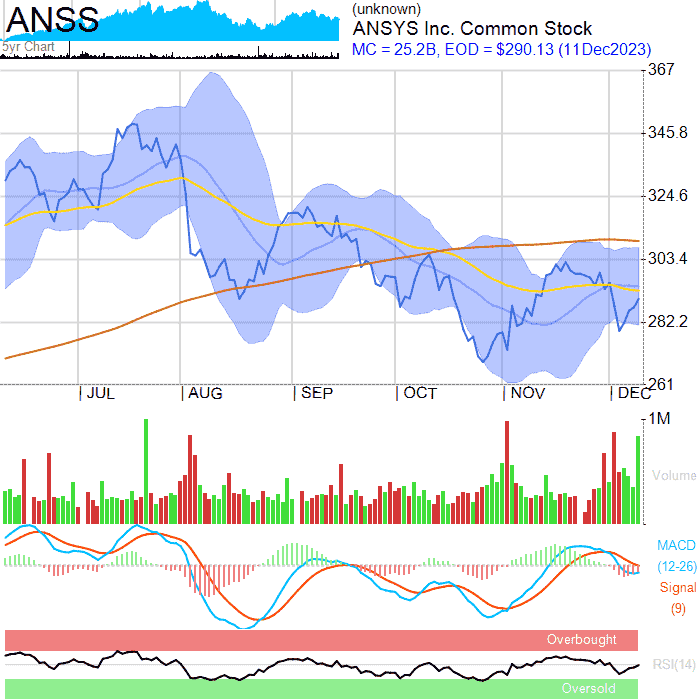 ANSS
5yr Chart
(unknown)
ANSYS Inc. Common Stock
MC = 25.2B, EOD = $290.13 (11Dec2023)
367
345.8
324.6
303.4
282.2
261
JUL AUG SEP OCT NOV DEC
1M
Volume
MACD
(12-26)
Signal
(9)
Overbought
RSI(14)
Oversold